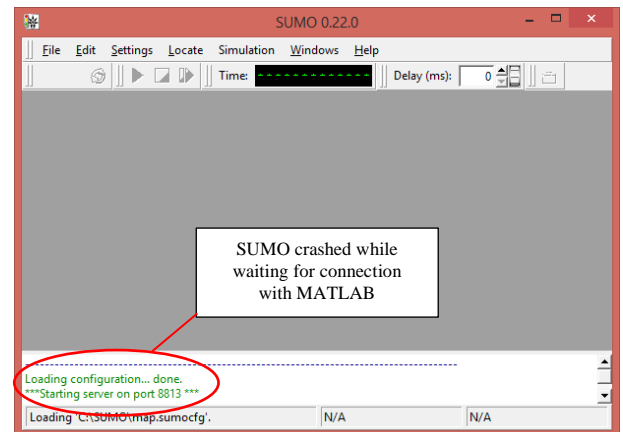 SUMO 0.22.0
File Edit Settings Locate Simulation Windows Help
Time: Delay (ms): 0
SUMO crashed while
waiting for connection
with MATLAB
Loading configuration... done.
***Starting server on port 8813 ***
Loading 'C:\SUMO\map.sumocfg'. N/A N/A